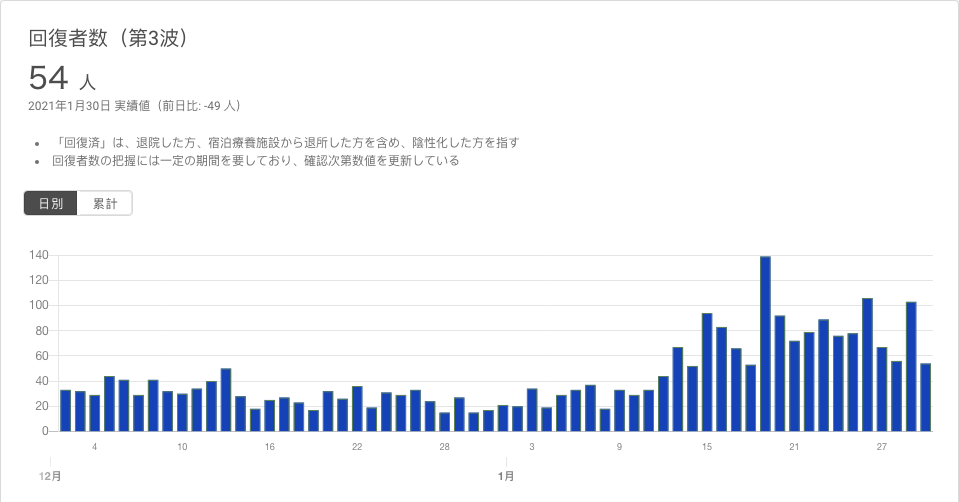 回復者数（第3波）
54 人
2021年1月30日 実績値（前日比: -49 人）
• 「回復済」は、退院した方、宿泊療養施設から退所した方を含め、陰性化した方を指す
• 回復者数の把握には一定の期間を要しており、確認次第数値を更新している
日別 累計
140
120
100
80
60
40
20
0
4 10 16 22 28 3 9 15 21 27
12月 1月